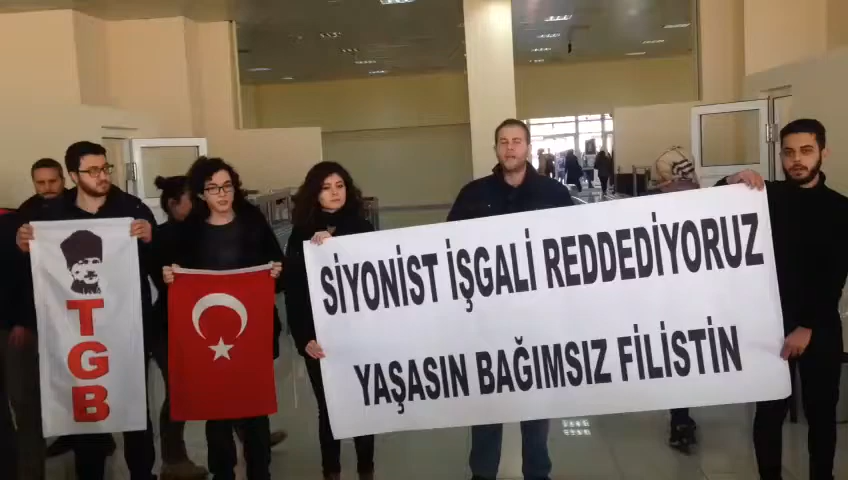 TGB
SİYONİST İŞGALİ REDDEDİYORUZ
YAŞASIN BAĞIMSIZ FİLİSTİN